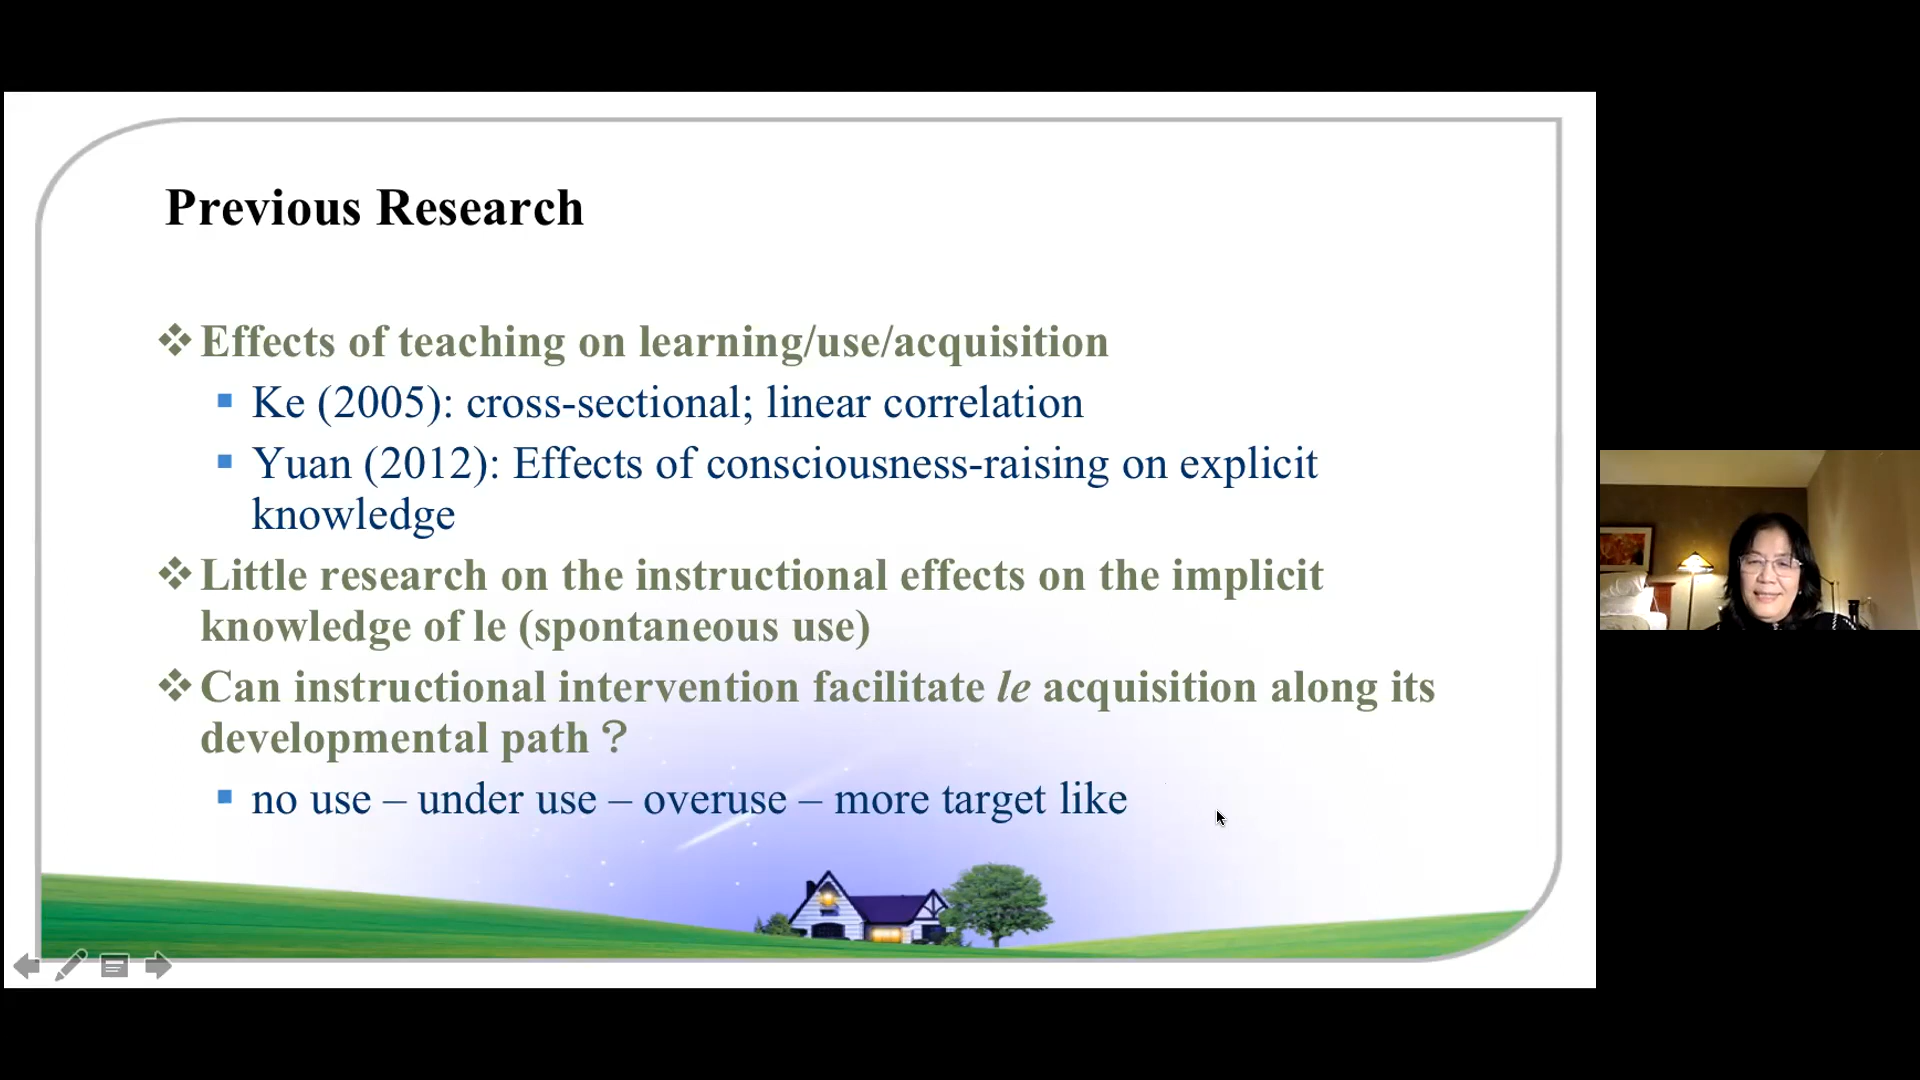 Previous Research
Effects of teaching on learning/use/acquisition
Ke (2005): cross-sectional; linear correlation
Yuan (2012): Effects of consciousness-raising on explicit
knowledge
Little research on the instructional effects on the implicit
knowledge of le (spontaneous use)
Can instructional intervention facilitate le acquisition along its
developmental path？
no use – under use – overuse – more target like